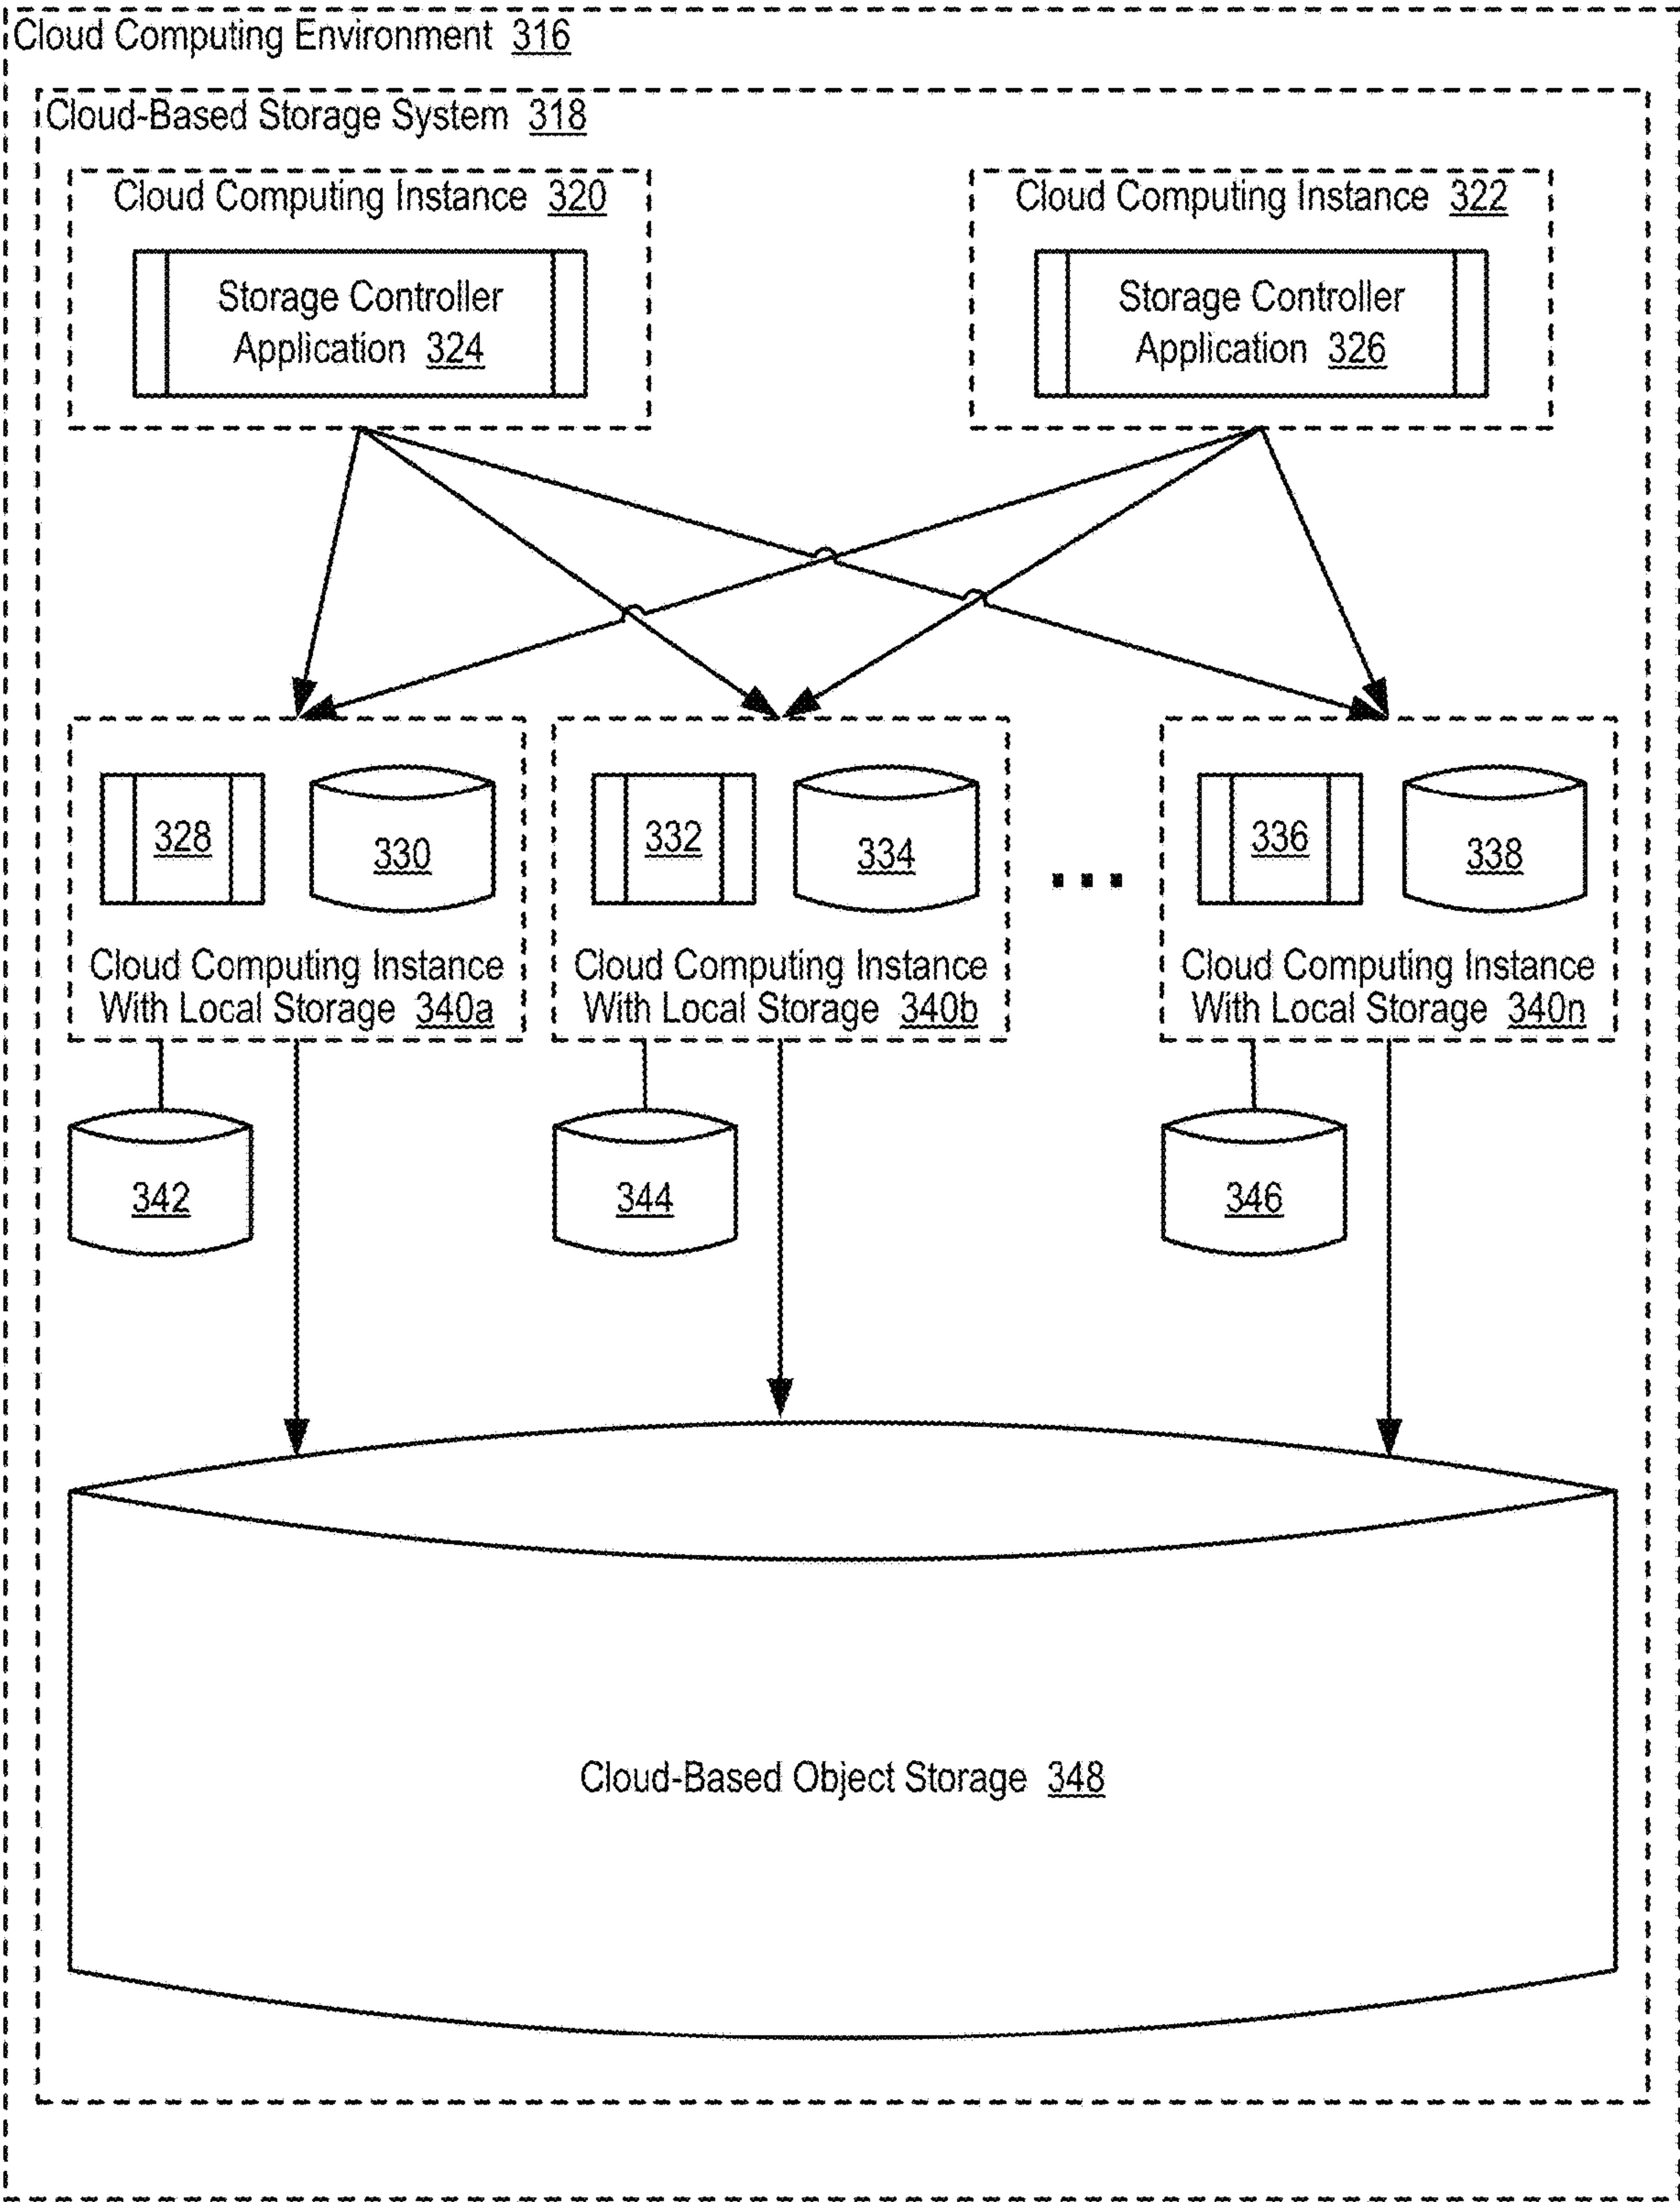 Cloud Computing Environment 316
Cloud-Based Storage System 318
Cloud Computing Instance 320
Storage Controller
Application 324
Cloud Computing Instance 322
Storage Controller
Application 326
328
330
Cloud Computing Instance
With Local Storage 340a
332
334
Cloud Computing Instance
With Local Storage 340b
...
336
338
Cloud Computing Instance
With Local Storage 340n
342
344
346
Cloud-Based Object Storage 348